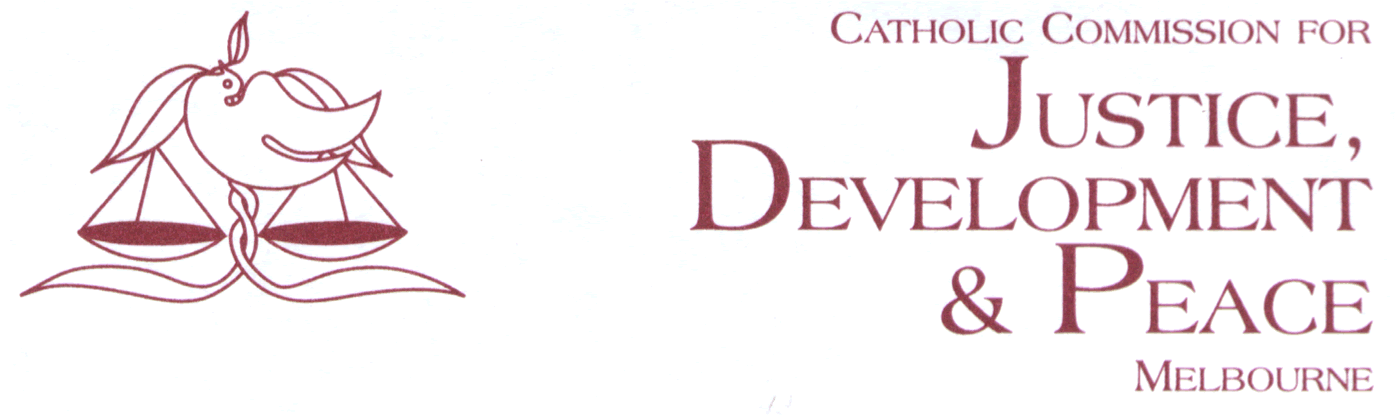 Catholic Commission for
Justice,
Development
& Peace
Melbourne